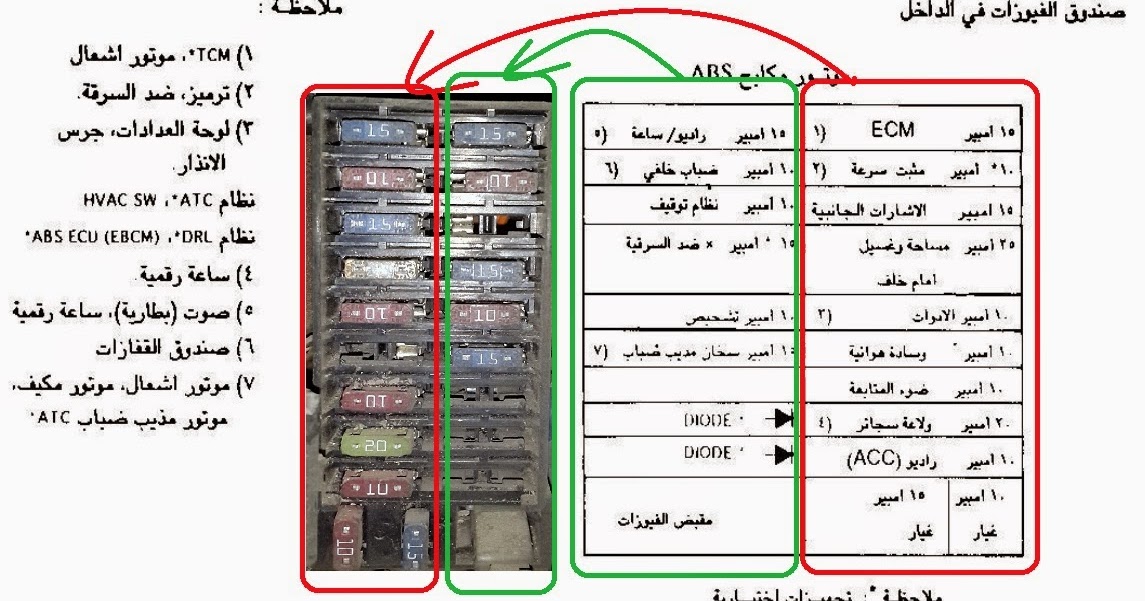 صندوق الفيوزات في الداخل
ملاحظة :
مكابح ABS
١) TCM*، موتور اشعال
٢) ترميز، ضد السرقة.
٣) لوحة العدادات، جرس
الانذار.
نظام ATC*، HVAC SW
نظام DRL*، ABS ECU (EBCM)*
٤) ساعة رقمية.
٥) صوت (بطارية)، ساعة رقمية
٦) صندوق القفازات
٧) موتور اشعال، موتور مكيف،
موتور مذيب ضباب ATC*
15 15
10 10
15
15
10 10
15
10
20
10
10 15
١٥ امبير ECM (١
١٠* امبير مثبت سرعة (٢
١٥ امبير الاشارات الجانبية
٢٥ امبير مساحة وغسيل
امام خلف
١٠ امبير الادوات (٣
١٠ امبير * وسادة هوائية
١٠ امبير ضوء المتابعة
٢٠ امبير ولاعة سجائر (٤
١٠ امبير راديو (ACC)
١٠ امبير غيار
١٥ امبير غيار
١٥ امبير راديو/ ساعة (٥
١٠ امبير ضباب خلفي (٦
١٠ امبير نظام توقيف
١٥ * امبير × ضد السرقية
١٠ امبير تشحيص
امبير سخان مذيب ضباب (٧
DIODE *
DIODE *
مقبض الفيوزات
ملاحظة *: تجهيزات اختيارية